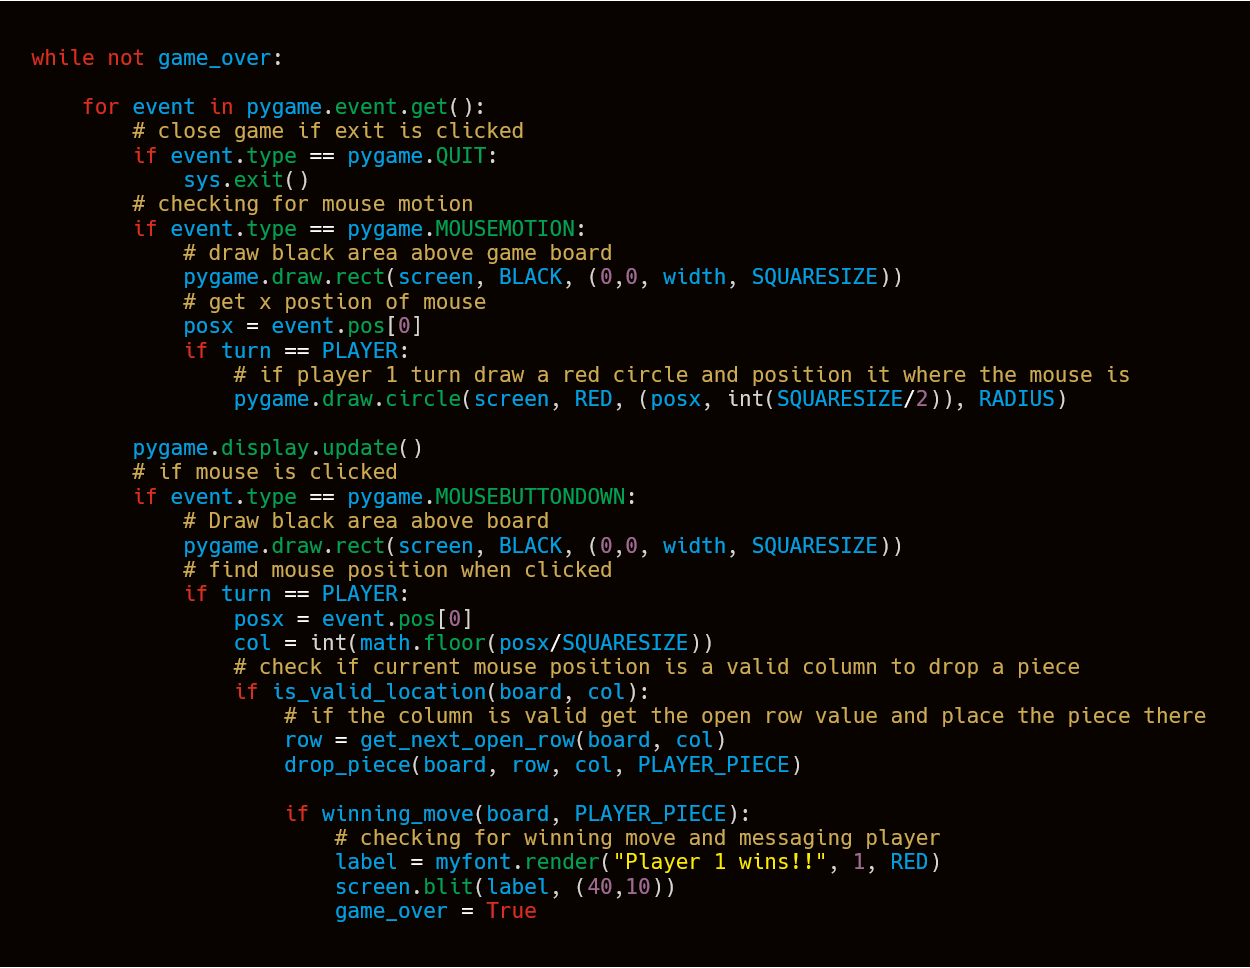 while not game_over:

    for event in pygame.event.get():
        # close game if exit is clicked
        if event.type == pygame.QUIT:
            sys.exit()
        # checking for mouse motion
        if event.type == pygame.MOUSEMOTION:
            # draw black area above game board
            pygame.draw.rect(screen, BLACK, (0,0, width, SQUARESIZE))
            # get x postion of mouse
            posx = event.pos[0]
            if turn == PLAYER:
                # if player 1 turn draw a red circle and position it where the mouse is
                pygame.draw.circle(screen, RED, (posx, int(SQUARESIZE/2)), RADIUS)

        pygame.display.update()
        # if mouse is clicked
        if event.type == pygame.MOUSEBUTTONDOWN:
            # Draw black area above board
            pygame.draw.rect(screen, BLACK, (0,0, width, SQUARESIZE))
            # find mouse position when clicked
            if turn == PLAYER:
                posx = event.pos[0]
                col = int(math.floor(posx/SQUARESIZE))
                # check if current mouse position is a valid column to drop a piece
                if is_valid_location(board, col):
                    # if the column is valid get the open row value and place the piece there
                    row = get_next_open_row(board, col)
                    drop_piece(board, row, col, PLAYER_PIECE)

                    if winning_move(board, PLAYER_PIECE):
                        # checking for winning move and messaging player
                        label = myfont.render("Player 1 wins!!", 1, RED)
                        screen.blit(label, (40,10))
                        game_over = True